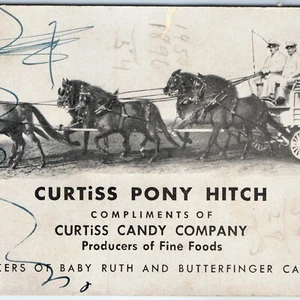 CURTiSS PONY HITCH
COMPLIMENTS OF
CURTiSS CANDY COMPANY
Producers of Fine Foods
OF BABY RUTH AND BUTTERFINGER